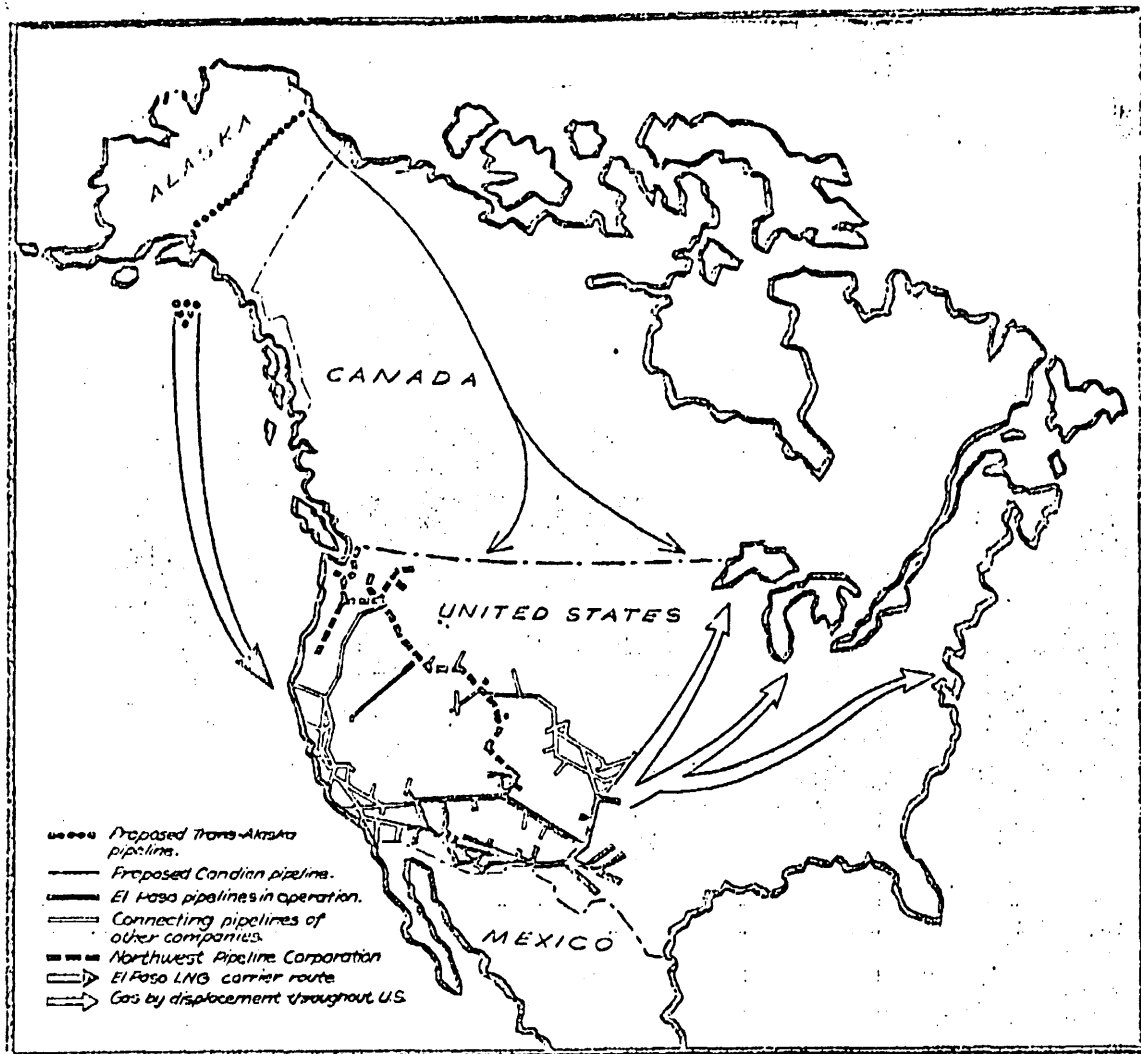 ALASKA
CANADA
UNITED STATES
MEXICO
Proposed Trans-Alaska
pipeline.
Proposed Candian pipeline.
El Paso pipelines in operation.
Connecting pipelines of
other companies.
Northwest Pipeline Corporation
El Paso LNG carrier route
Gas by displacement throughout U.S.